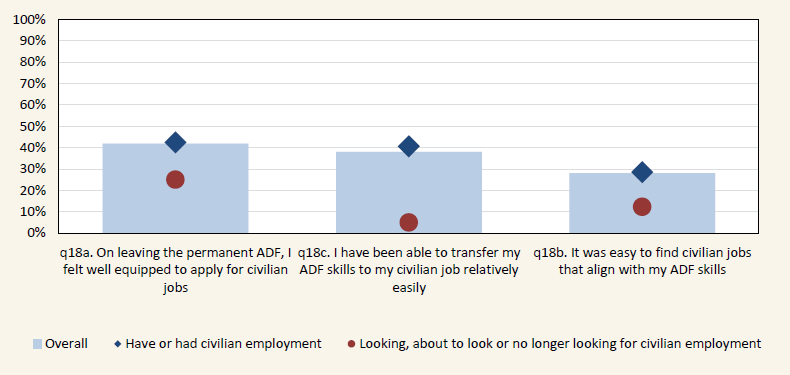 100%
90%
80%
70%
60%
50%
40%
30%
20%
10%
0%
q18a. On leaving the permanent ADF, I
felt well equipped to apply for civilian
jobs
q18c. I have been able to transfer my
ADF skills to my civilian job relatively
easily
q18b. It was easy to find civilian jobs
that align with my ADF skills
Overall
Have or had civilian employment
Looking, about to look or no longer looking for civilian employment